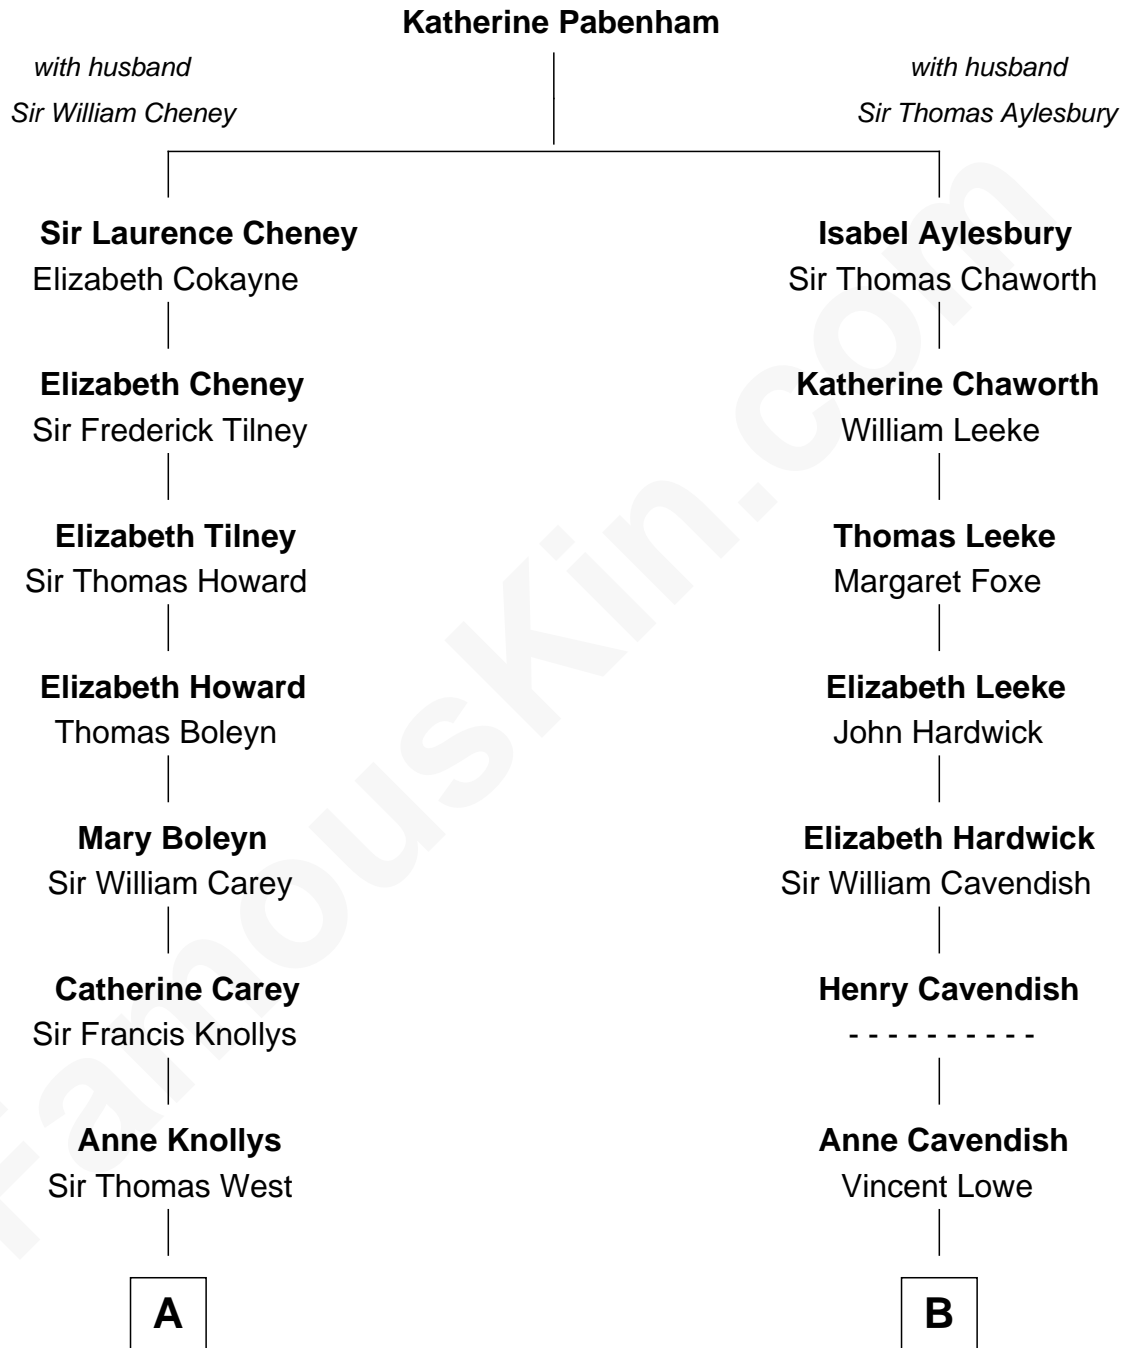 Katherine Pabenham
with husband
Sir William Cheney
with husband
Sir Thomas Aylesbury
Sir Laurence Cheney
Elizabeth Cokayne
Isabel Aylesbury
Sir Thomas Chaworth
Elizabeth Cheney
Sir Frederick Tilney
Katherine Chaworth
William Leeke
Elizabeth Tilney
Sir Thomas Howard
Thomas Leeke
Margaret Foxe
Elizabeth Howard
Thomas Boleyn
Elizabeth Leeke
John Hardwick
Mary Boleyn
Sir William Carey
Elizabeth Hardwick
Sir William Cavendish
Catherine Carey
Sir Francis Knollys
Henry Cavendish
- - - - - - - - - -
Anne Knollys
Sir Thomas West
Anne Cavendish
Vincent Lowe
A
B
FamousKin.com